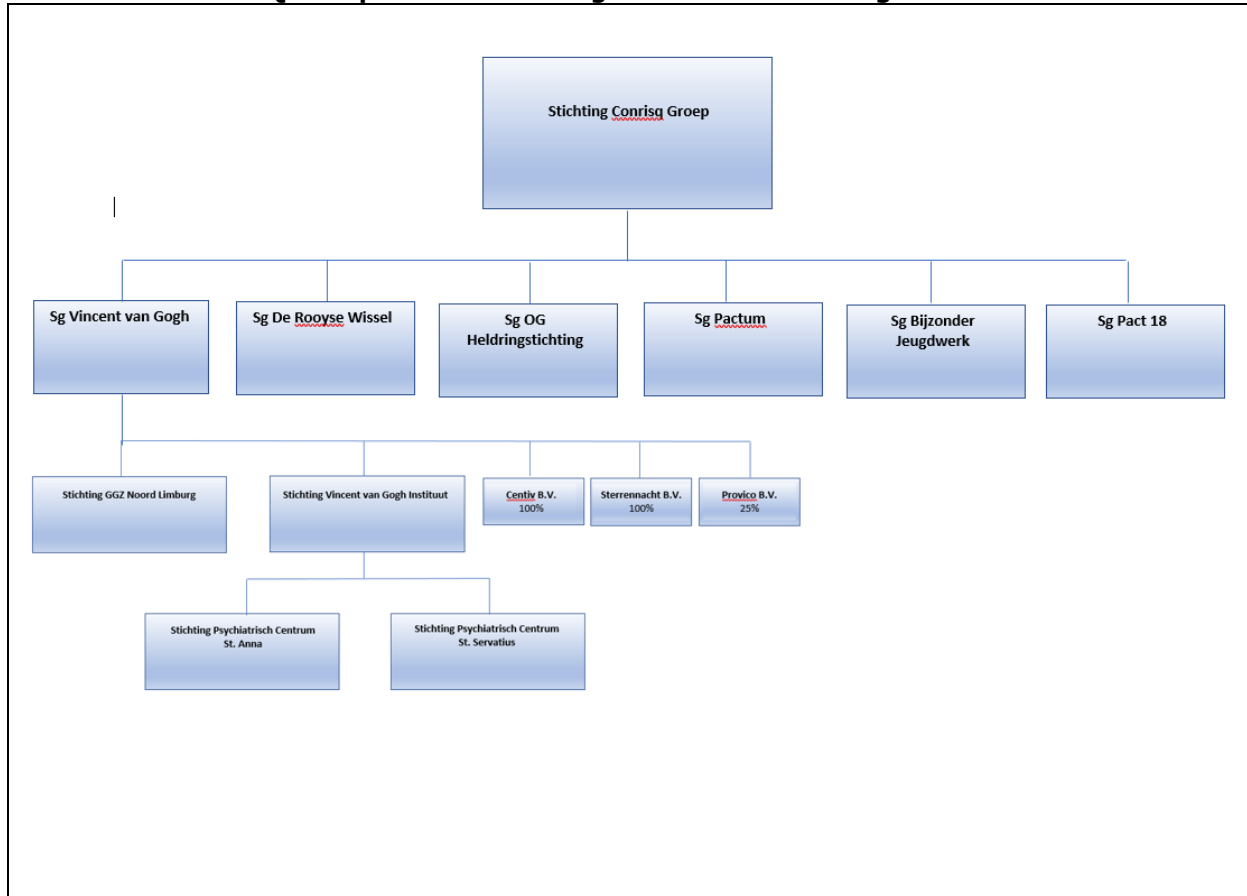 Stichting Conrisq Groep
Sg Vincent van Gogh
Sg De Rooyse Wissel
Sg OG
Heldringstichting
Sg Pactum
Sg Bijzonder
Jeugdwerk
Sg Pact 18
Stichting GGZ Noord Limburg
Stichting Vincent van Gogh Instituut
Centiv B.V.
100%
Sterrennacht B.V.
100%
Provico B.V.
25%
Stichting Psychiatrisch Centrum
St. Anna
Stichting Psychiatrisch Centrum
St. Servatius